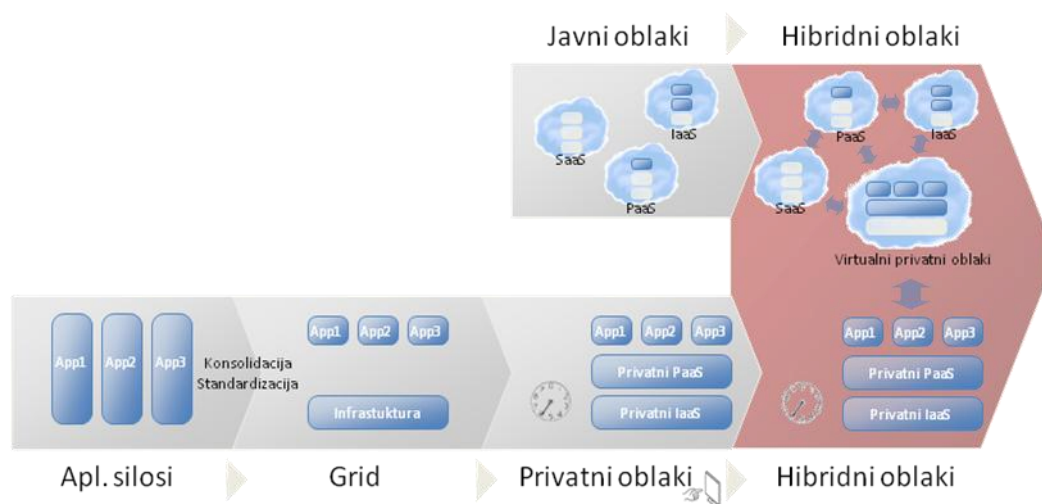 Javni oblaki
Hibridni oblaki
IaaS
SaaS
PaaS
PaaS
IaaS
SaaS
Virtualni privatni oblaki
App1 App2 App3
Konsolidacija
Standardizacija
App1 App2 App3
Infrastuktura
App1 App2 App3
Privatni PaaS
Privatni IaaS
App1 App2 App3
Privatni PaaS
Privatni IaaS
Apl. silosi
Grid
Privatni oblaki
Hibridni oblaki